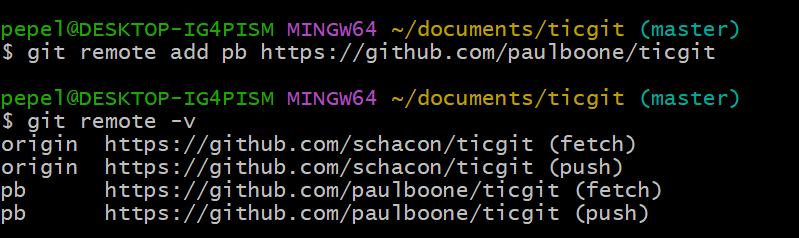 pepel@DESKTOP-IG4PISM MINGW64 ~/documents/ticgit (master)
$ git remote add pb https://github.com/paulboone/ticgit
pepel@DESKTOP-IG4PISM MINGW64 ~/documents/ticgit (master)
$ git remote -v
origin  https://github.com/schacon/ticgit (fetch)
origin  https://github.com/schacon/ticgit (push)
pb      https://github.com/paulboone/ticgit (fetch)
pb      https://github.com/paulboone/ticgit (push)